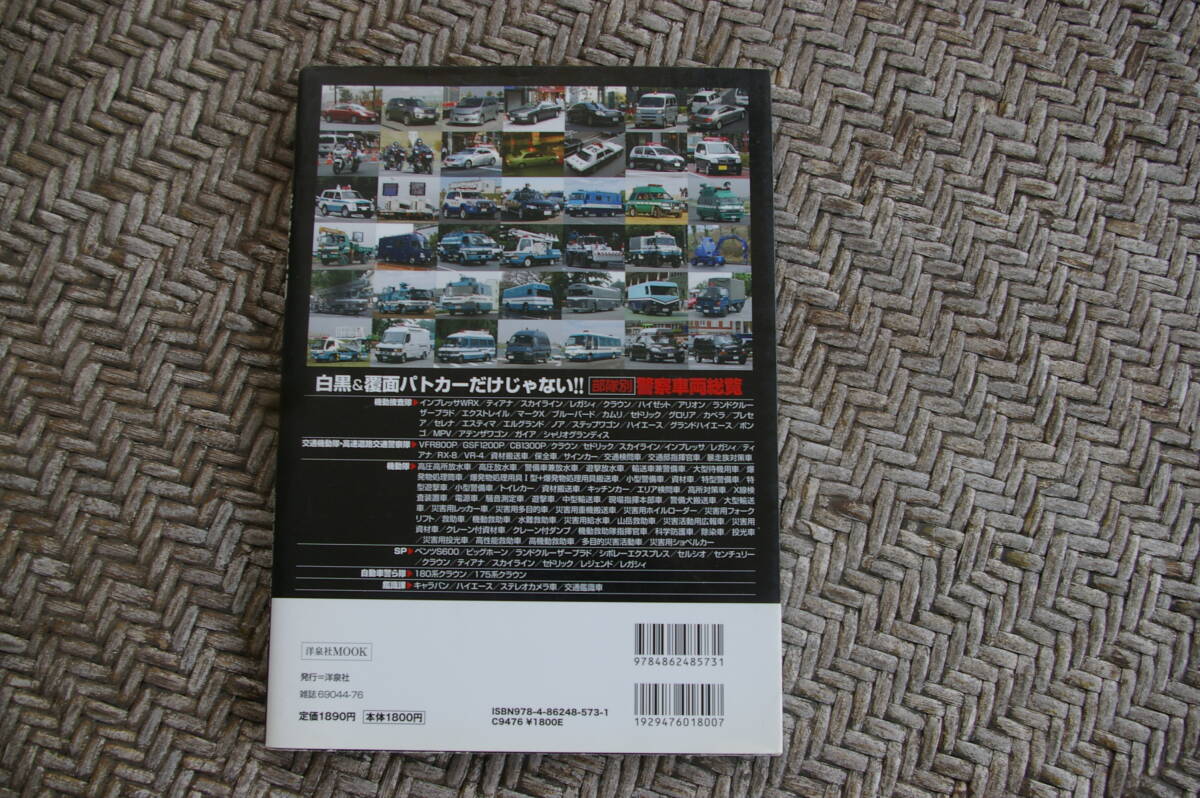 白黒&覆面パトカーだけじゃない!! 部隊別 警察車両総覧
機動捜査隊▶インプレッサWRX/ティアナ/スカイライン/レガシィ/クラウン/ハイゼット/アリオン/ランドクルー
ザープラド/エクストレイル/マークX/ブルーバード/カムリ/セドリック/グロリア/カペラ/プレセ
ア/セレナ/エスティマ/エルグランド/ノア/ステップワゴン/ハイエース/グランドハイエース/ボン
ゴ/MPV/アテンザワゴン/ガイア/シャリオグランディス
交通機動隊・高速道路交通警察隊▶VFR800P/GSF1200P/CB1300P/クラウン/セドリック/スカイライン/インプレッサ/レガシィ/ティ
アナ/RX-8/VR-4/資材搬送車/保全車/サインカー/交通検問車/交通部指揮官車/暴走族対策車
機動隊▶高圧高所放水車/高圧放水車/警備車兼放水車/遊撃放水車/輸送車兼警備車/大型待機用車/爆
発物処理筒車/爆発物処理用具Ⅰ型+爆発物処理用具搬送車/小型警備車/資材車/特型警備車/特
型遊撃車/小型警備車/トイレカー/資材搬送車/キッチンカー/エリア検問車/高所対策車/X線検
査装置車/電源車/騒音測定車/遊撃車/中型輸送車/現場指揮本部車/警備犬搬送車/大型輸送
車/災害用レッカー車/災害用多目的車/災害用重機搬送車/災害用ホイルローダー/災害用フォーク
リフト/救助車/機動救助車/水難救助車/災害用給水車/山岳救助車/災害活動用広報車/災害用
資材車/クレーン付資材車/クレーン付ダンプ/機動救助隊指揮官車/科学防護車/除染車/投光車
/災害用投光車/高性能救助車/高機動救助車/多目的災害活動車/災害用ショベルカー
SP▶ベンツS600/ビッグホーン/ランドクルーザープラド/シボレーエクスプレス/セルシオ/センチュリー
/クラウン/ティアナ/スカイライン/セドリック/レジェンド/レガシィ
自動車警ら隊▶180系クラウン/175系クラウン
▶キャラバン/ハイエース/ステレオカメラ車/交通鑑識車
洋泉社MOOK
発行=洋泉社
雑誌69044-76
定価1890円 本体1800円
9784862485731
ISBN978-4-86248-573-1
C9476 ¥1800E
1929476018007